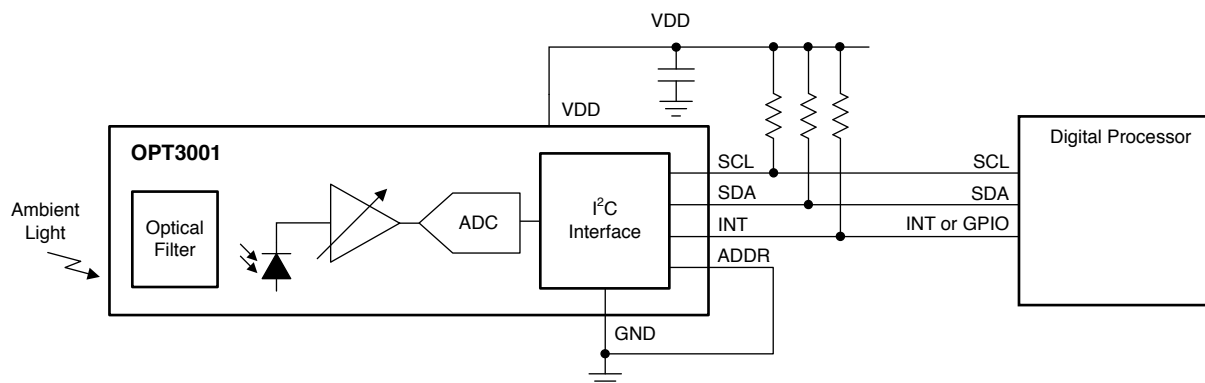 VDD
VDD
OPT3001
Digital Processor
SCL
SCL
Ambient
Light
Optical
Filter
ADC
I²C
Interface
SDA
SDA
INT
INT or GPIO
ADDR
GND